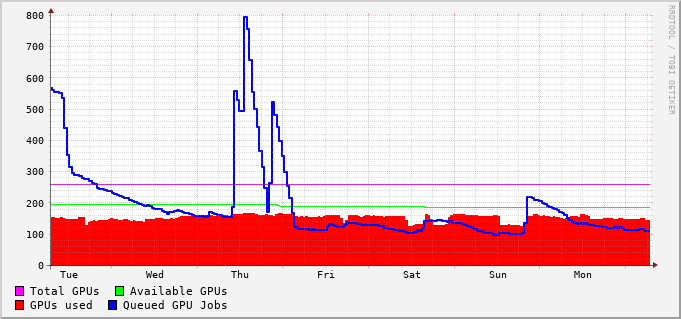 800
700
600
500
400
300
200
100
0
Tue Wed Thu Fri Sat Sun Mon
Total GPUs Available GPUs
GPUs used Queued GPU Jobs
RRDTOOL / TOBI OETIKER